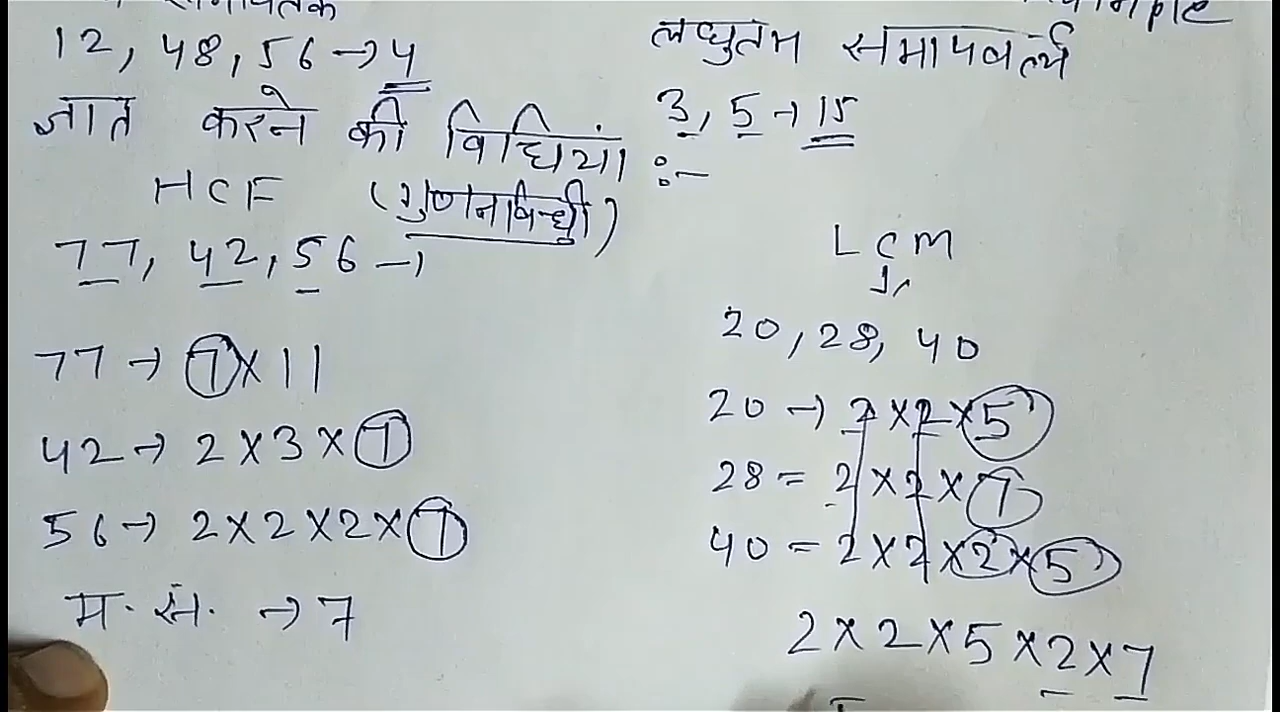 12, 48, 56 → 4
ज्ञात करने की विधियां :-
HCF (गुणनविन्धी)
77, 42, 56 →
77 → 7 × 11
42 → 2 × 3 × 7
56 → 2 × 2 × 2 × 7
म. स. → 7
लघुतम समापवर्त्य
3, 5 → 15
LCM
20, 28, 40
20 → 2 × 2 × 5
28 = 2 × 2 × 7
40 = 2 × 2 × 2 × 5
2 × 2 × 5 × 2 × 7